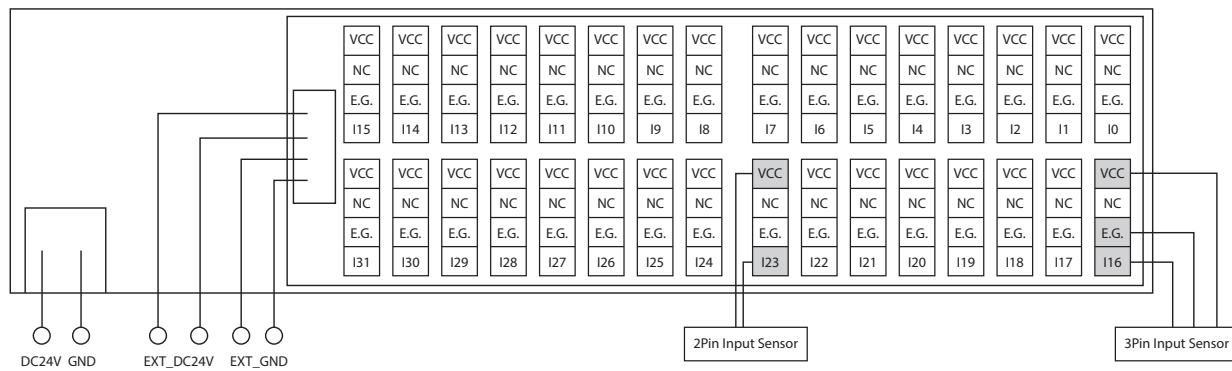 VCC VCC VCC VCC VCC VCC VCC VCC VCC VCC VCC VCC VCC VCC VCC VCC
NC NC NC NC NC NC NC NC NC NC NC NC NC NC NC NC
E.G. E.G. E.G. E.G. E.G. E.G. E.G. E.G. E.G. E.G. E.G. E.G. E.G. E.G. E.G. E.G.
I15 I14 I13 I12 I11 I10 I9 I8 I7 I6 I5 I4 I3 I2 I1 I0
VCC VCC VCC VCC VCC VCC VCC VCC VCC VCC VCC VCC VCC VCC VCC VCC
NC NC NC NC NC NC NC NC NC NC NC NC NC NC NC NC
E.G. E.G. E.G. E.G. E.G. E.G. E.G. E.G. E.G. E.G. E.G. E.G. E.G. E.G. E.G. E.G.
I31 I30 I29 I28 I27 I26 I25 I24 I23 I22 I21 I20 I19 I18 I17 I16
2Pin Input Sensor 3Pin Input Sensor
DC24V GND EXT_DC24V EXT_GND